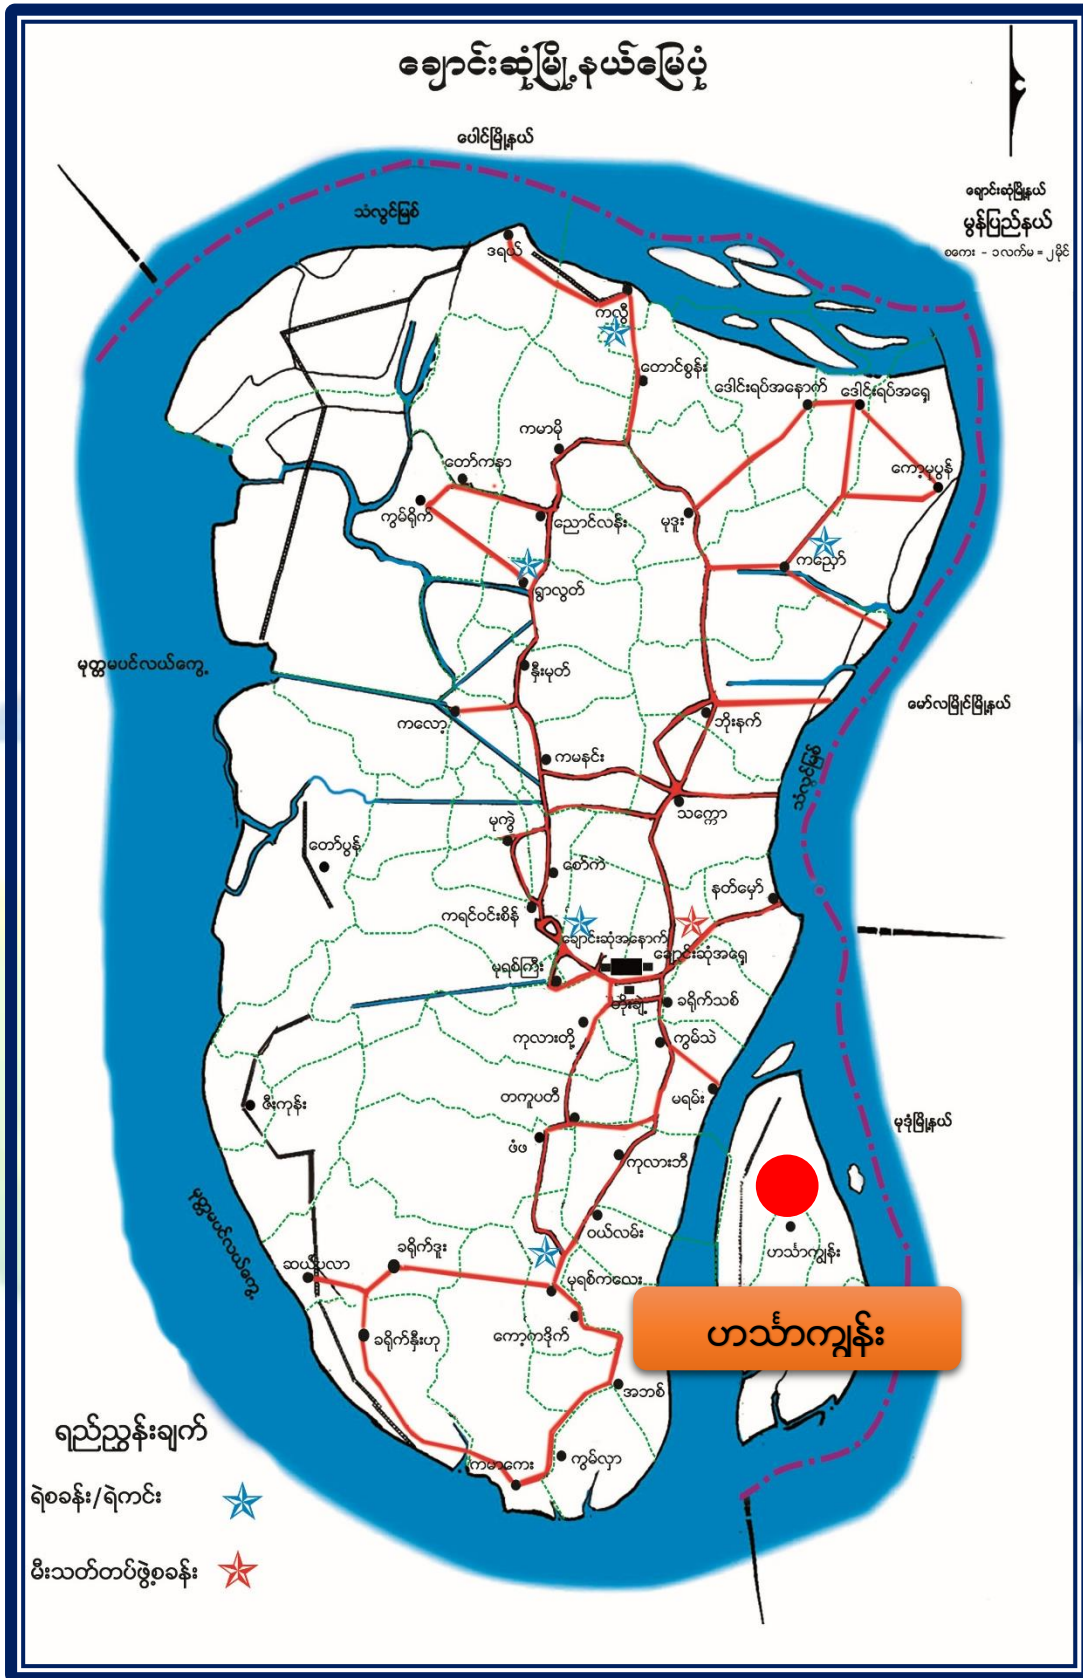 ချောင်းဆုံမြို့နယ်မြေပုံ
ပေါင်မြို့နယ်
ချောင်းဆုံမြို့နယ်
မွန်ပြည်နယ်
စကေး - ၁လက်မ = ၂မိုင်
သံလွင်မြစ်
ဒရယ်
ကလွီ
တောင်စွန်း
ဒေါင်းရပ်အနောက်
ဒေါင်းရပ်အရှေ့
ကမာမို
တော်ကနာ
ကော့မုပွန်
ကွမ်ရိုက်
ညောင်လန်း
မုဒူး
ကညော်
ရွာလွတ်
မုတ္တမပင်လယ်ကွေ့
နှီးမုတ်
မော်လမြိုင်မြို့နယ်
ကလော့
ဘိုးနက်
ကမနင်း
သံလွင်မြစ်
သက္ကော
မုကွဲ
တော်ပွန့်
စော်ကဲ
နတ်မှော်
ကရင်ဝင်းစိန်
ချောင်းဆုံအနောက်
ချောင်းဆုံအရှေ့
မုရစ်ကြီး
တိုးချဲ့
ခရိုက်သစ်
ကုလားတို့
ကွမ်သဲ
တကူပတီ
မရမ်း
ဇီးကုန်း
မုဒုံမြို့နယ်
ဖံဖ
ကုလားဘီ
မုတ္တမပင်လယ်ကွေ့
ဝယ်လမ်း
ဟင်္သာကျွန်း
ခရိုက်ဒူး
ဆယ်ပလာ
မုရစ်ကလေး
ဟင်္သာကျွန်း
ကော့ကဒိုက်
ခရိုက်နှီးဟု
အဘစ်
ရည်ညွှန်းချက်
ကွမ်လှာ
ကမာကေး
ရဲစခန်း/ရဲကင်း
မီးသတ်တပ်ဖွဲ့စခန်း